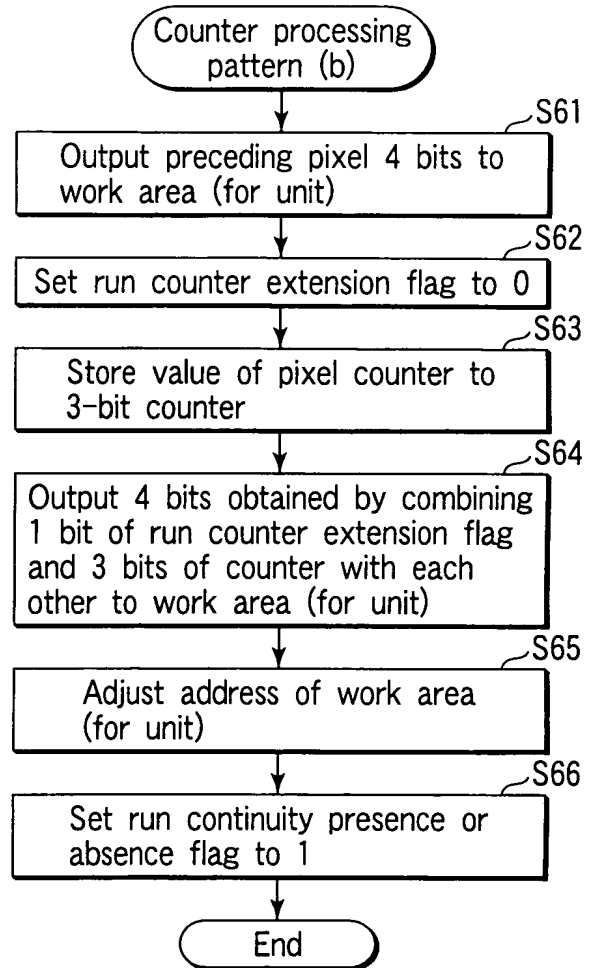 Counter processing
pattern (b)
S61
Output preceding pixel 4 bits to
work area (for unit)
S62
Set run counter extension flag to 0
S63
Store value of pixel counter to
3-bit counter
S64
Output 4 bits obtained by combining
1 bit of run counter extension flag
and 3 bits of counter with each
other to work area (for unit)
S65
Adjust address of work area
(for unit)
S66
Set run continuity presence or
absence flag to 1
End